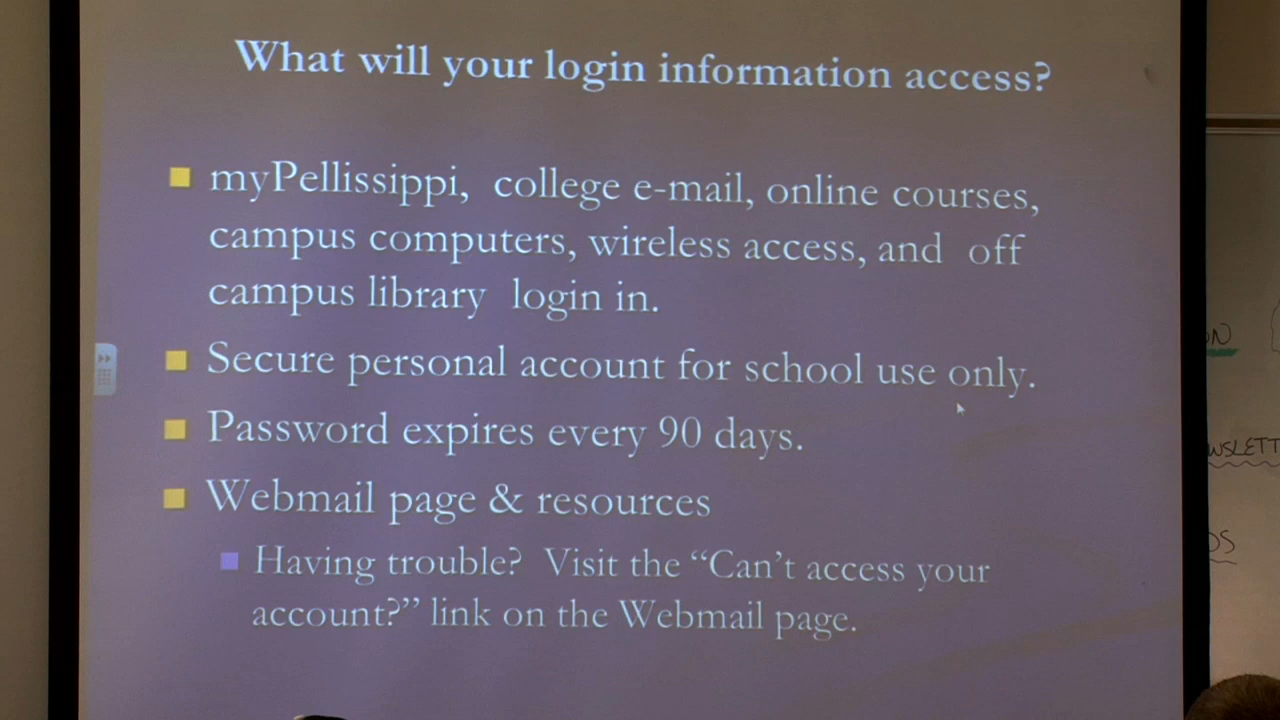 What will your login information access?
myPellissippi, college e-mail, online courses,
campus computers, wireless access, and off
campus library login in.
Secure personal account for school use only.
Password expires every 90 days.
Webmail page & resources
Having trouble? Visit the “Can’t access your
account?” link on the Webmail page.